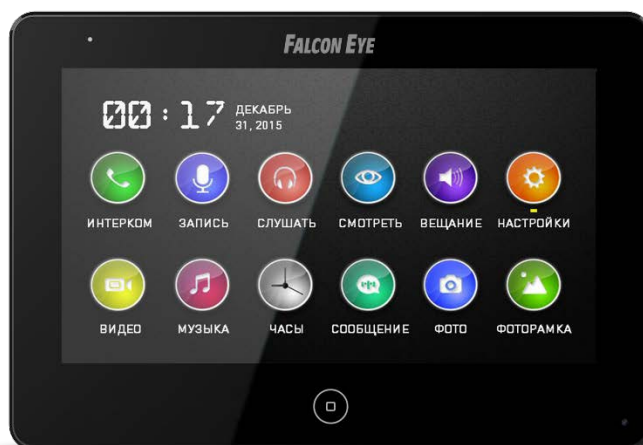 FALCON EYE
00:17 ДЕКАБРЬ
31, 2015
ИНТЕРКОМ ЗАПИСЬ СЛУШАТЬ СМОТРЕТЬ ВЕЩАНИЕ НАСТРОЙКИ
ВИДЕО МУЗЫКА ЧАСЫ СООБЩЕНИЕ ФОТО ФОТОРАМКА